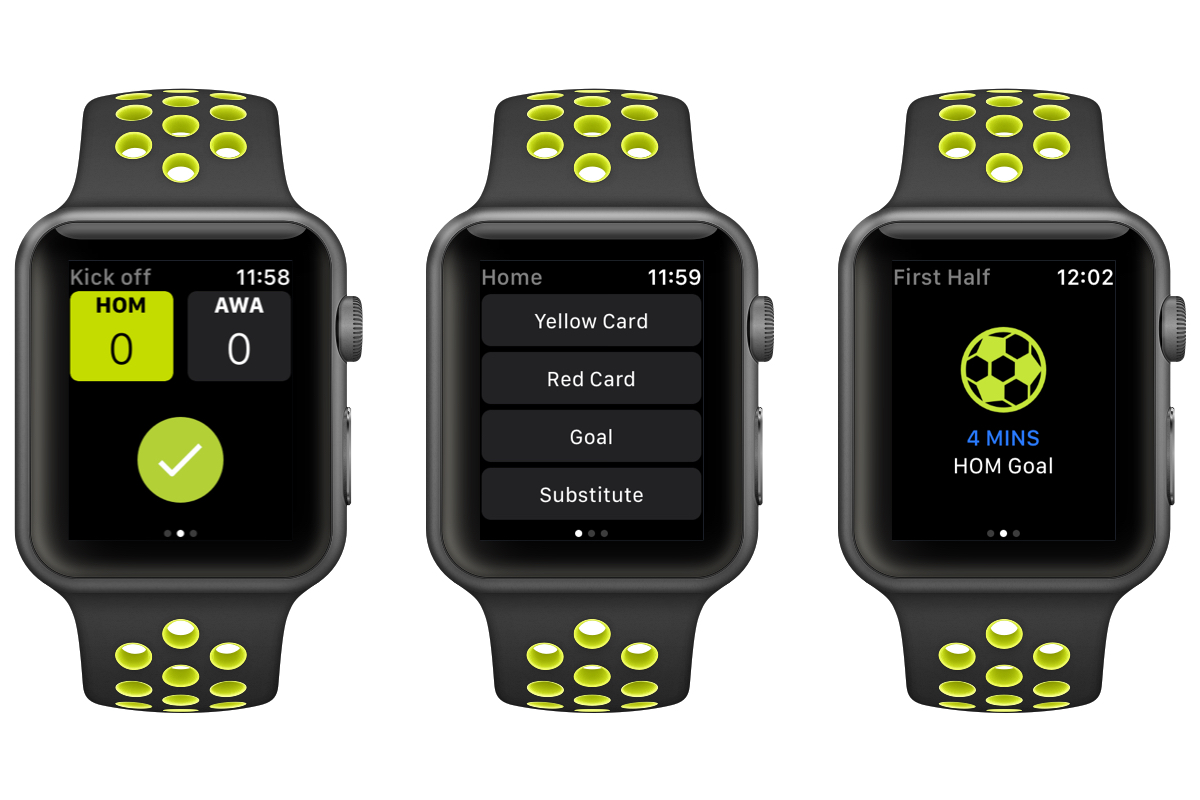 Kick off 11:58
HOM AWA
0 0
Home 11:59
Yellow Card
Red Card
Goal
Substitute
First Half 12:02
4 MINS
HOM Goal